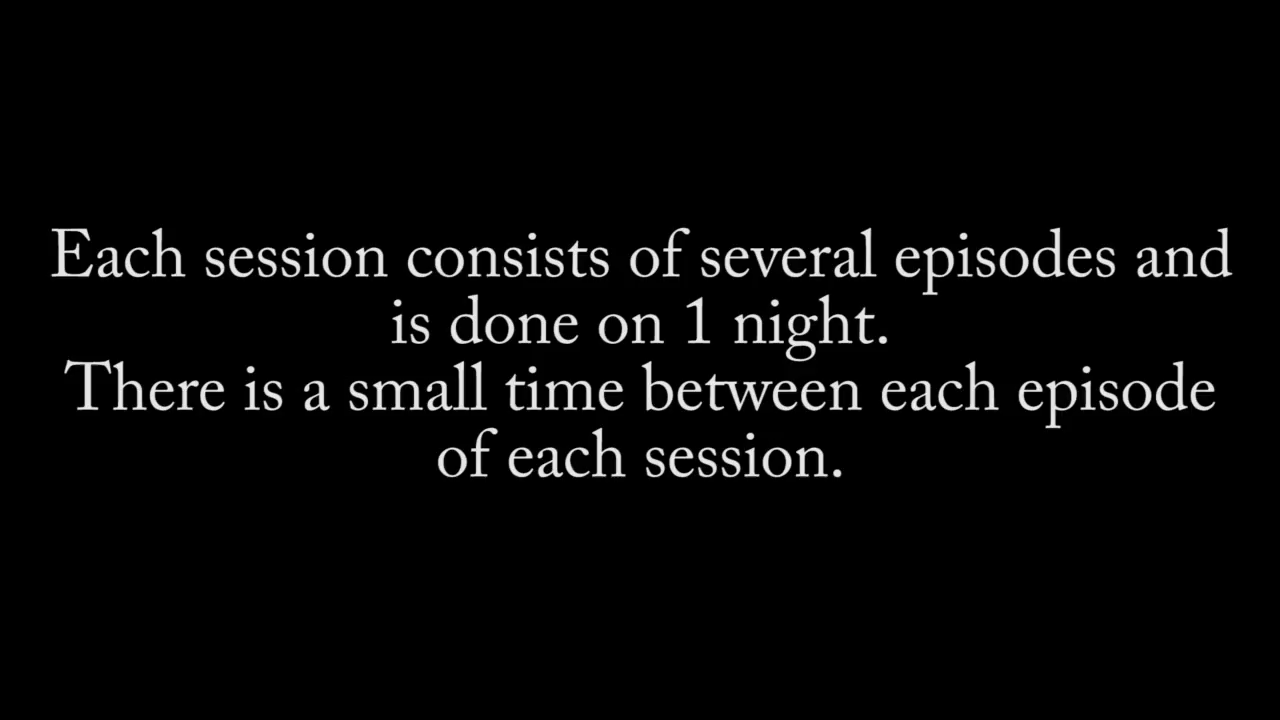 Each session consists of several episodes and
is done on 1 night.
There is a small time between each episode
of each session.